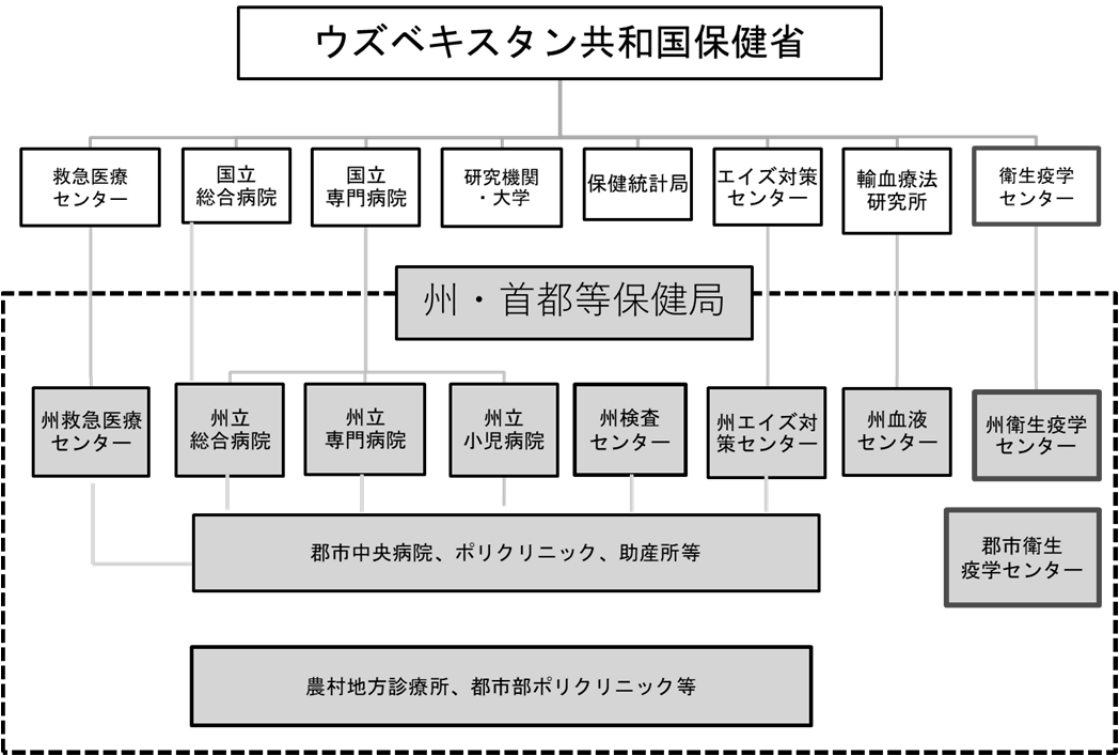 ウズベキスタン共和国保健省
救急医療
センター
国立
総合病院
国立
専門病院
研究機関
・大学
保健統計局
エイズ対策
センター
輸血療法
研究所
衛生疫学
センター
州・首都等保健局
州救急医療
センター
州立
総合病院
州立
専門病院
州立
小児病院
州検査
センター
州エイズ対
策センター
州血液
センター
州衛生疫学
センター
郡市中央病院、ポリクリニック、助産所等
郡市衛生
疫学センター
農村地方診療所、都市部ポリクリニック等